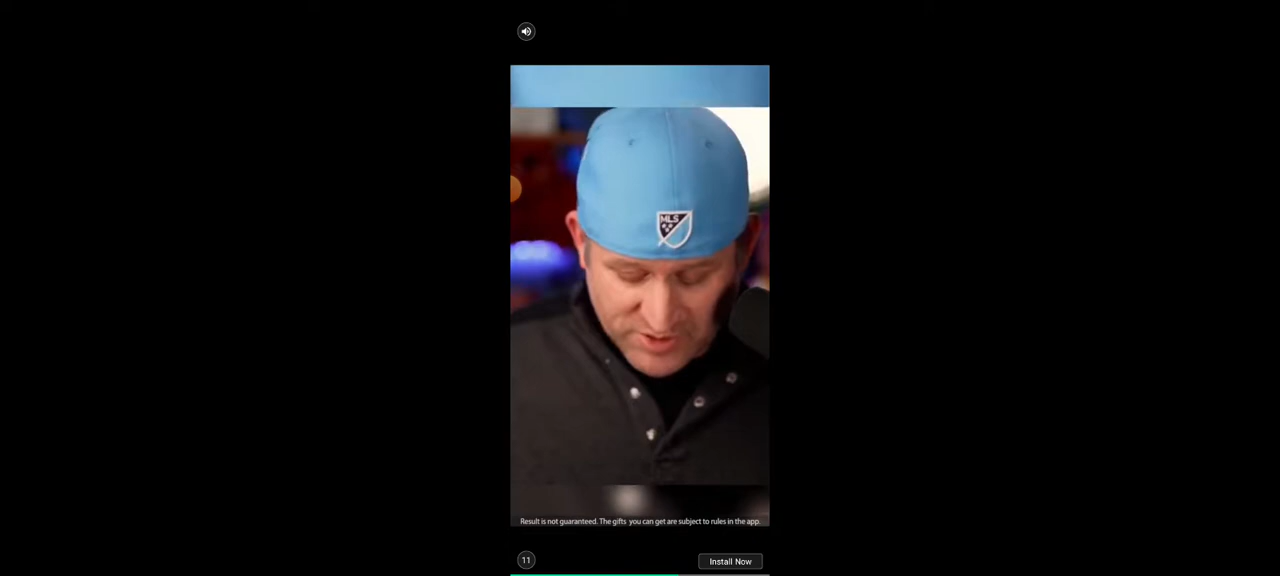 MLS
Result is not guaranteed. The gifts you can get are subject to rules in the app.
11
Install Now